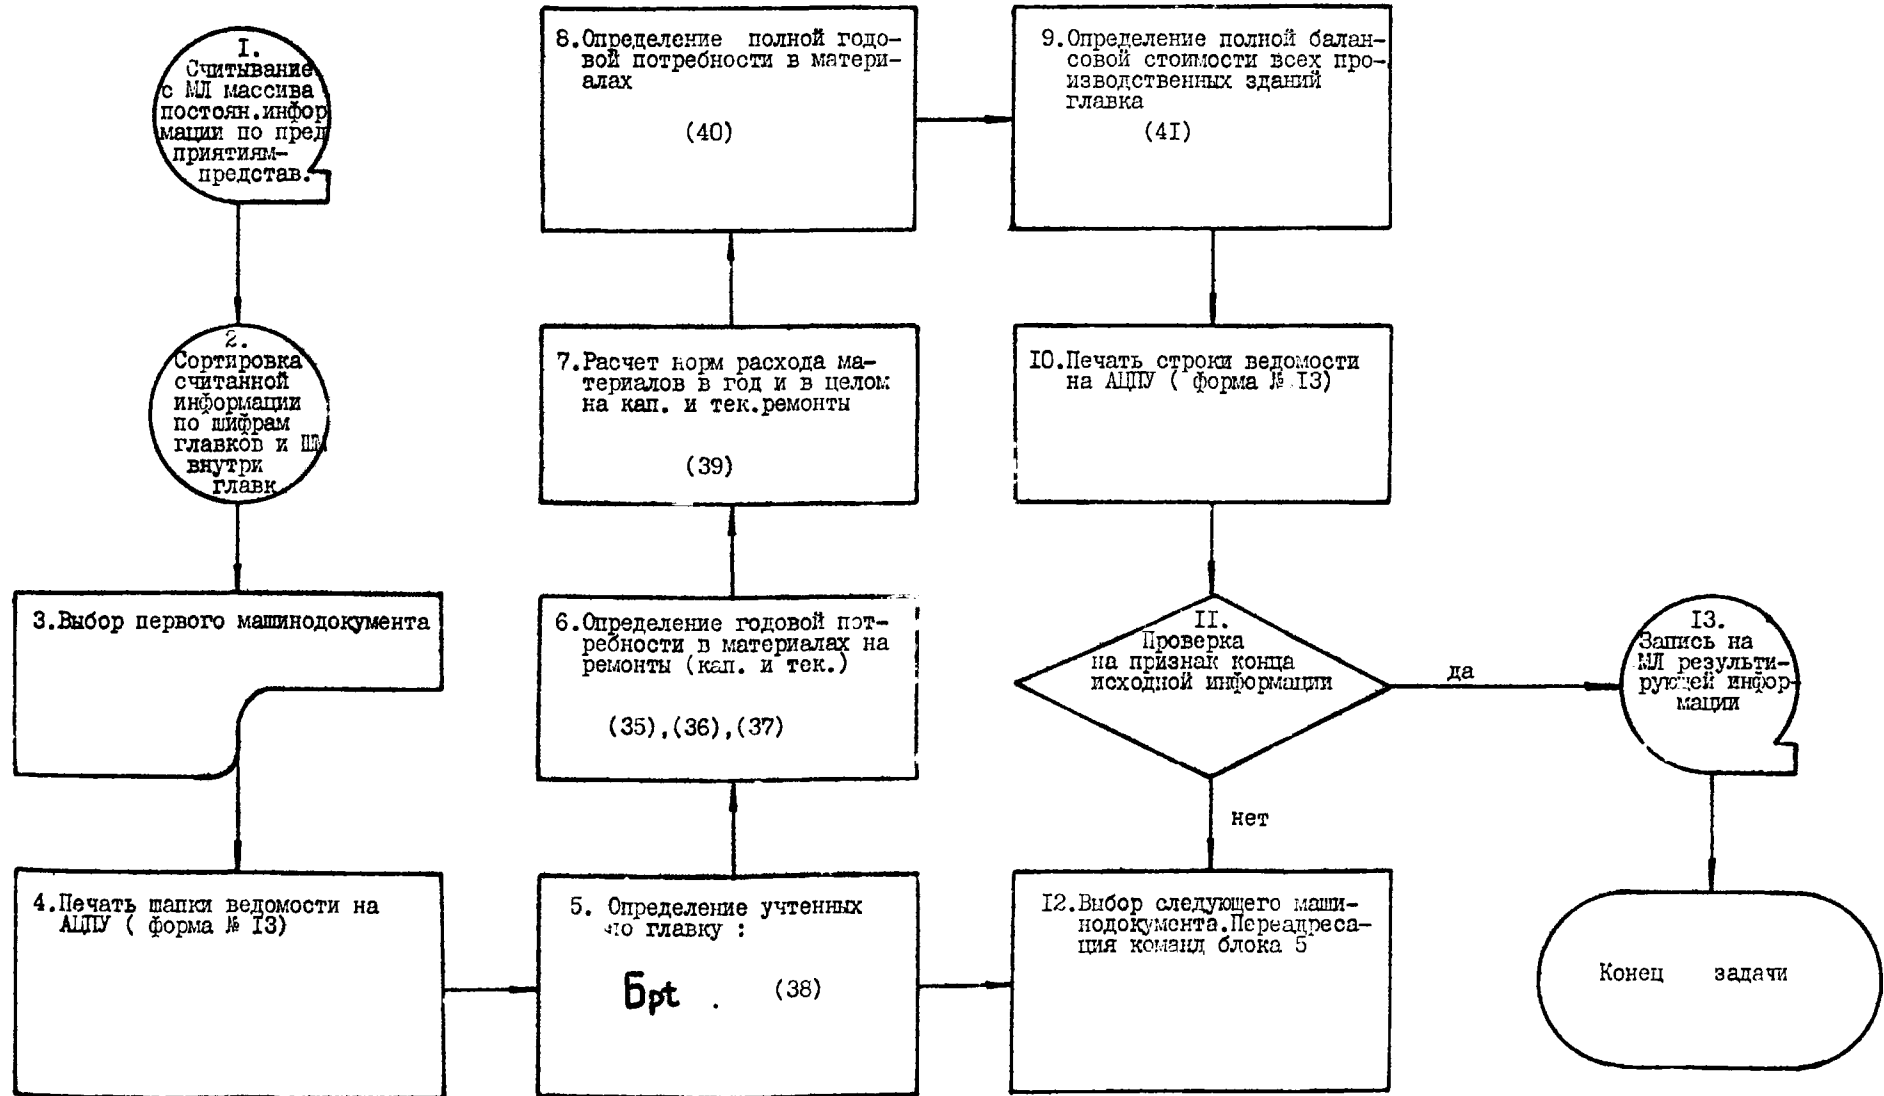 I.
Считывание
с МЛ массива
постоян.инфор
мации по пред
приятиям-
представ.
2.
Сортировка
считанной
информации
по шифрам
главков и ШМ
внутри
главк
3.Выбор первого машинодокумента
4.Печать шапки ведомости на
АЦПУ ( форма № I3)
5. Определение учтенных
по главку :
Бpt . (38)
6.Определение годовой пот-
ребности в материалах на
ремонты (кап. и тек.)
(35),(36),(37)
7.Расчет норм расхода ма-
териалов в год и в целом
на кап. и тек.ремонты
(39)
8.Определение полной годо-
вой потребности в матери-
алах
(40)
9.Определение полной балан-
совой стоимости всех про-
изводственных зданий
главка
(4I)
IO.Печать строки ведомости
на АЦПУ ( форма № I3)
II.
Проверка
на признак конца
исходной информации
да
нет
I2.Выбор следующего маши-
нодокумента.Переадреса-
ция команд блока 5
I3.
Запись на
МЛ результи-
рующей инфор-
мации
Конец задачи